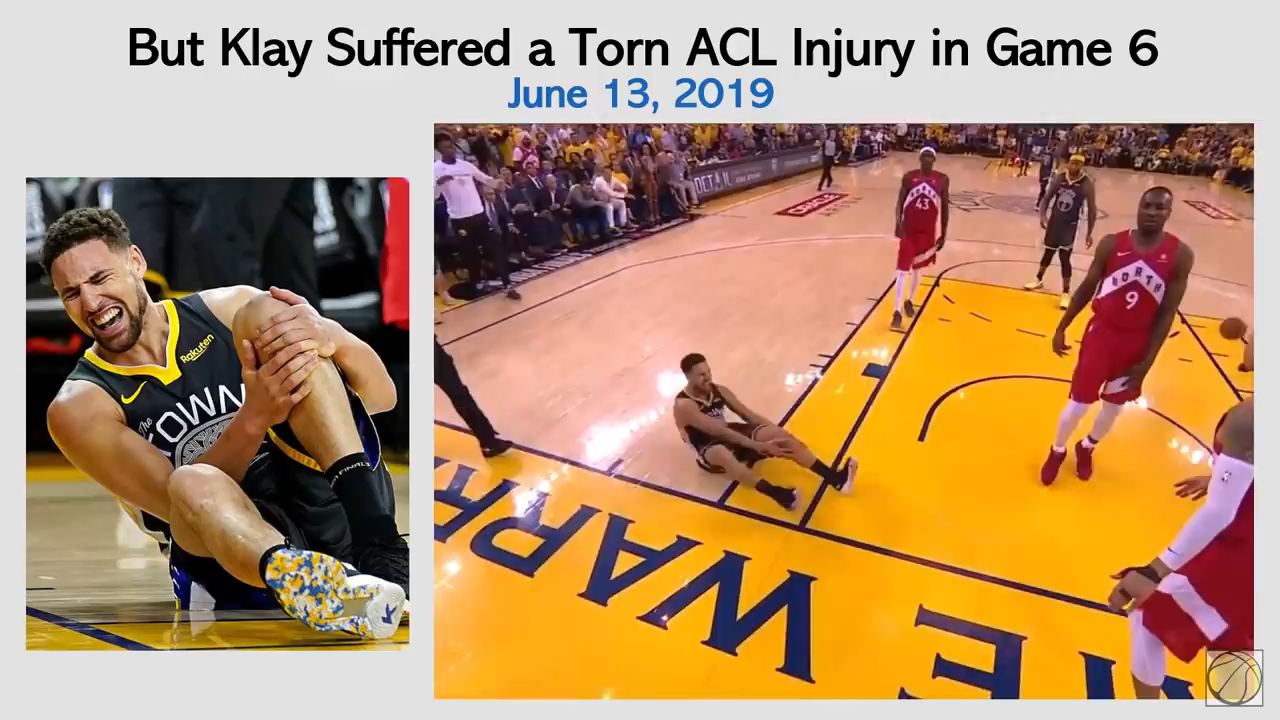 But Klay Suffered a Torn ACL Injury in Game 6
June 13, 2019
Rakuten
The
TOWN
FINALS
43
NORTH
9
ORACLE
WARR